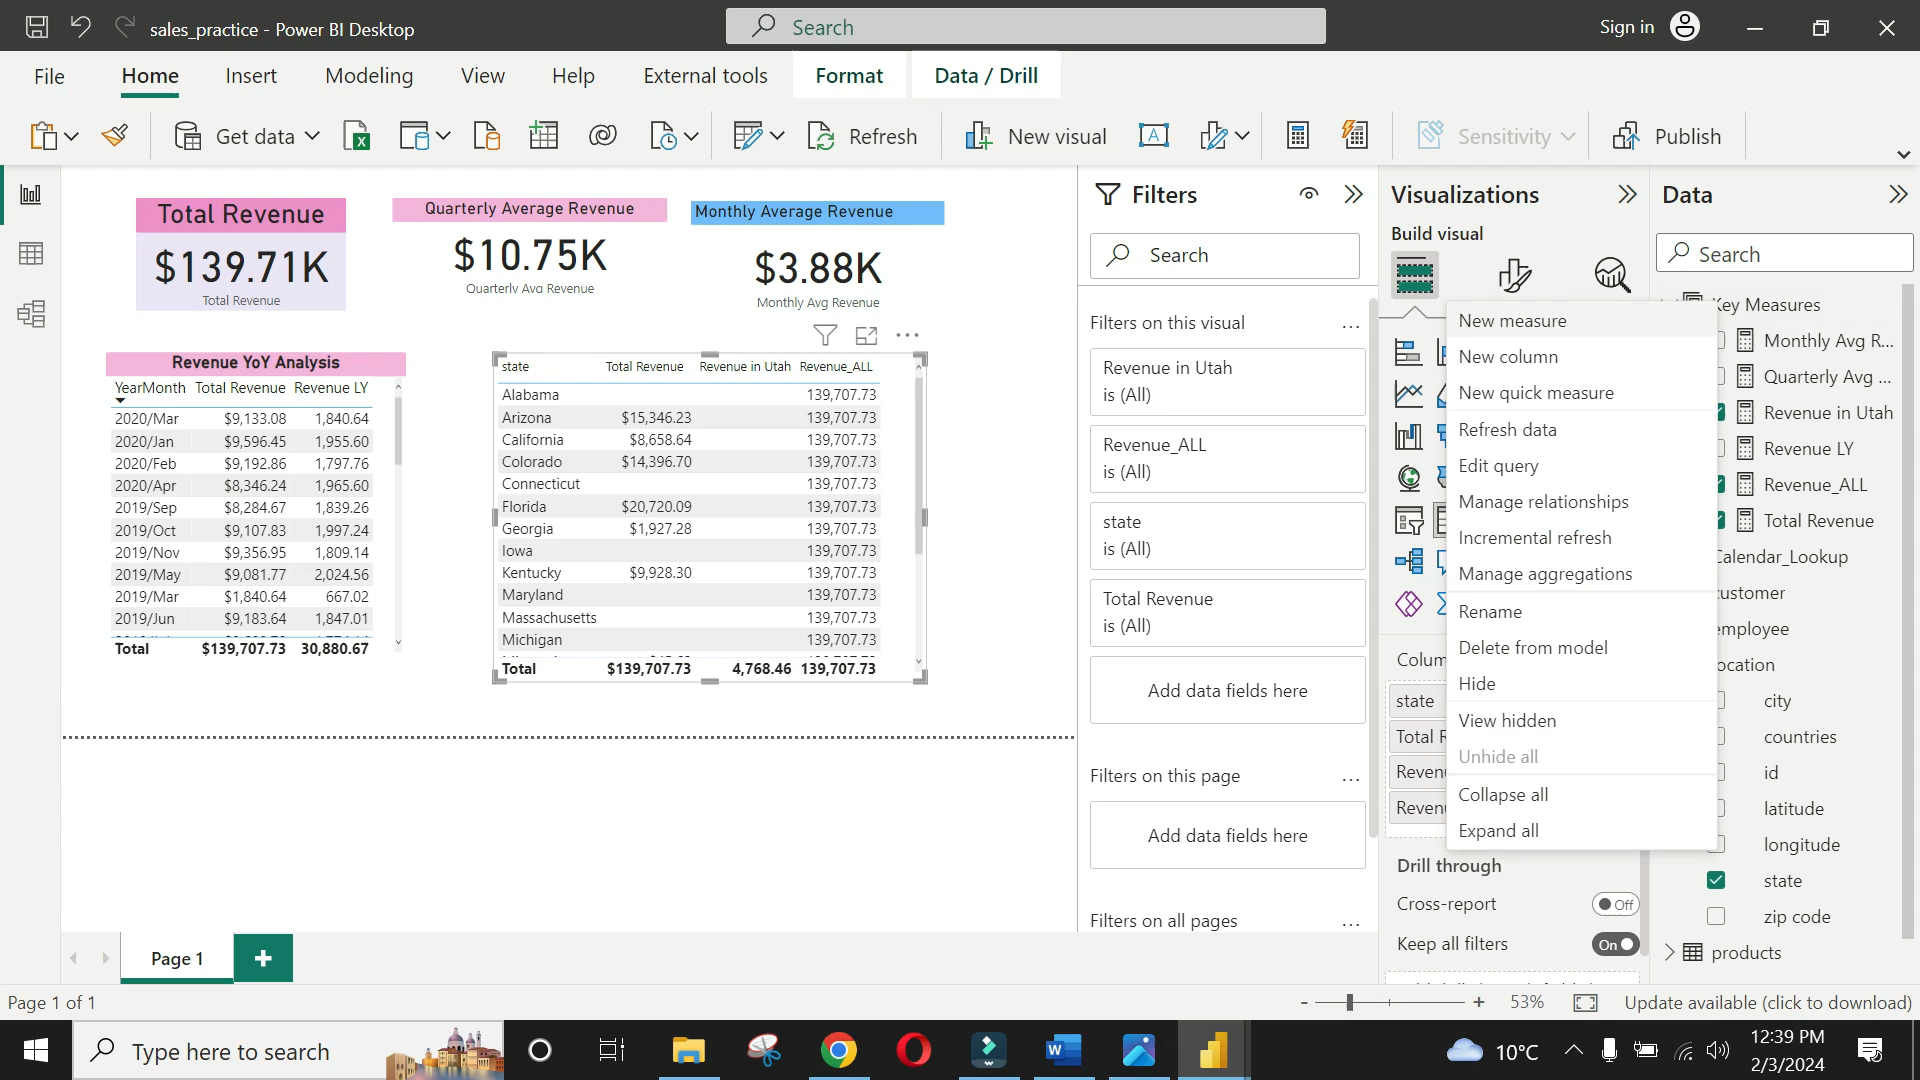 sales_practice - Power BI Desktop
Search
Sign in
File
Home
Insert
Modeling
View
Help
External tools
Format
Data / Drill
Get data
Refresh
New visual
Sensitivity
Publish
Total Revenue
$139.71K
Total Revenue
Quarterly Average Revenue
$10.75K
Quarterly Avg Revenue
Monthly Average Revenue
$3.88K
Monthly Avg Revenue
Revenue YoY Analysis
YearMonth Total Revenue Revenue LY
2020/Mar $9,133.08 1,840.64
2020/Jan $9,596.45 1,955.60
2020/Feb $9,192.86 1,797.76
2020/Apr $8,346.24 1,965.60
2019/Sep $8,284.67 1,839.26
2019/Oct $9,107.83 1,997.24
2019/Nov $9,356.95 1,809.14
2019/May $9,081.77 2,024.56
2019/Mar $1,840.64 667.02
2019/Jun $9,183.64 1,847.01
Total $139,707.73 30,880.67
state Total Revenue Revenue in Utah Revenue_ALL
Alabama 139,707.73
Arizona $15,346.23 139,707.73
California $8,658.64 139,707.73
Colorado $14,396.70 139,707.73
Connecticut 139,707.73
Florida $20,720.09 139,707.73
Georgia $1,927.28 139,707.73
Iowa 139,707.73
Kentucky $9,928.30 139,707.73
Maryland 139,707.73
Massachusetts 139,707.73
Michigan 139,707.73
Total $139,707.73 4,768.46 139,707.73
Filters
Search
Filters on this visual
Revenue in Utah
is (All)
Revenue_ALL
is (All)
state
is (All)
Total Revenue
is (All)
Add data fields here
Filters on this page
Add data fields here
Filters on all pages
Visualizations
Build visual
New measure
New column
New quick measure
Refresh data
Edit query
Manage relationships
Incremental refresh
Manage aggregations
Rename
Delete from model
Hide
View hidden
Unhide all
Collapse all
Expand all
Colum
state
Total R
Reven
Reven
Drill through
Cross-report
Off
Keep all filters
On
Data
Search
Key Measures
Monthly Avg R...
Quarterly Avg ...
Revenue in Utah
Revenue LY
Revenue_ALL
Total Revenue
Calendar_Lookup
ustomer
mployee
ocation
city
countries
id
latitude
longitude
state
zip code
products
Page 1
Page 1 of 1
- + 53%
Update available (click to download)
Type here to search
10°C
12:39 PM
2/3/2024